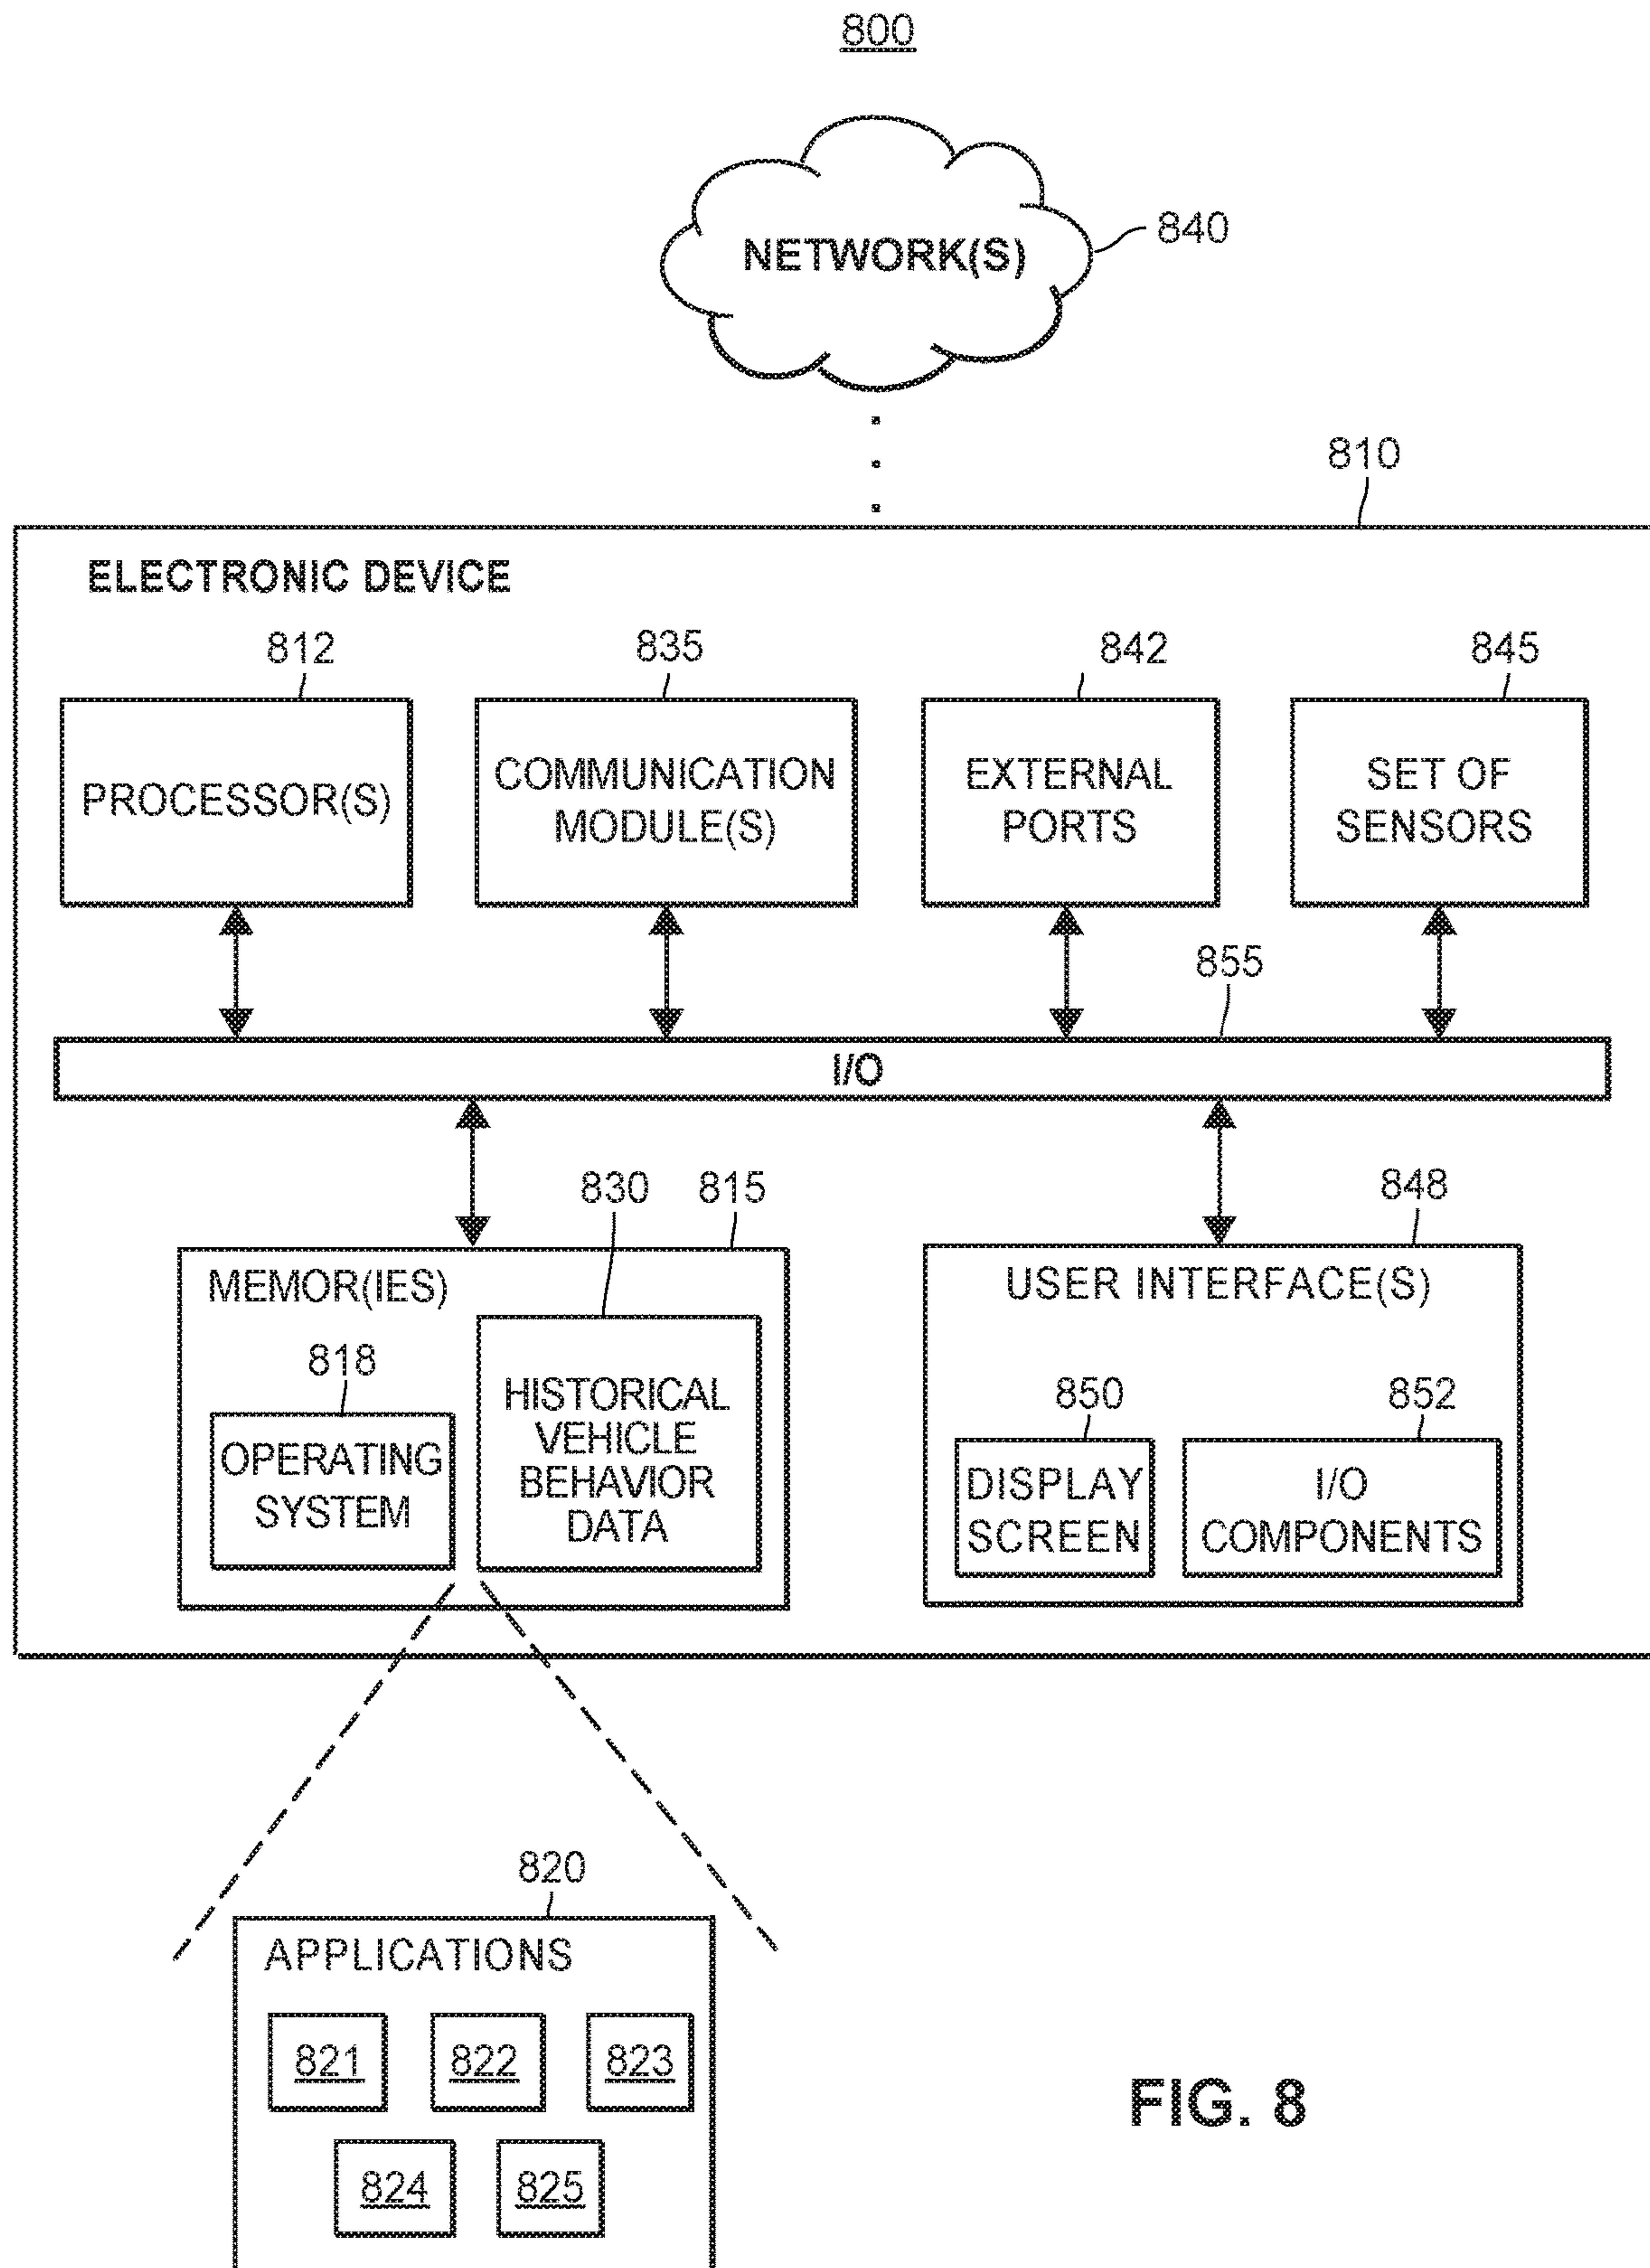 800
NETWORK(S)
840
810
ELECTRONIC DEVICE
812
835
842
845
PROCESSOR(S)
COMMUNICATION
MODULE(S)
EXTERNAL
PORTS
SET OF
SENSORS
855
I/O
830
815
848
MEMOR(IES)
USER INTERFACE(S)
818
OPERATING
SYSTEM
HISTORICAL
VEHICLE
BEHAVIOR
DATA
850
852
DISPLAY
SCREEN
I/O
COMPONENTS
820
APPLICATIONS
821
822
823
824
825
FIG. 8